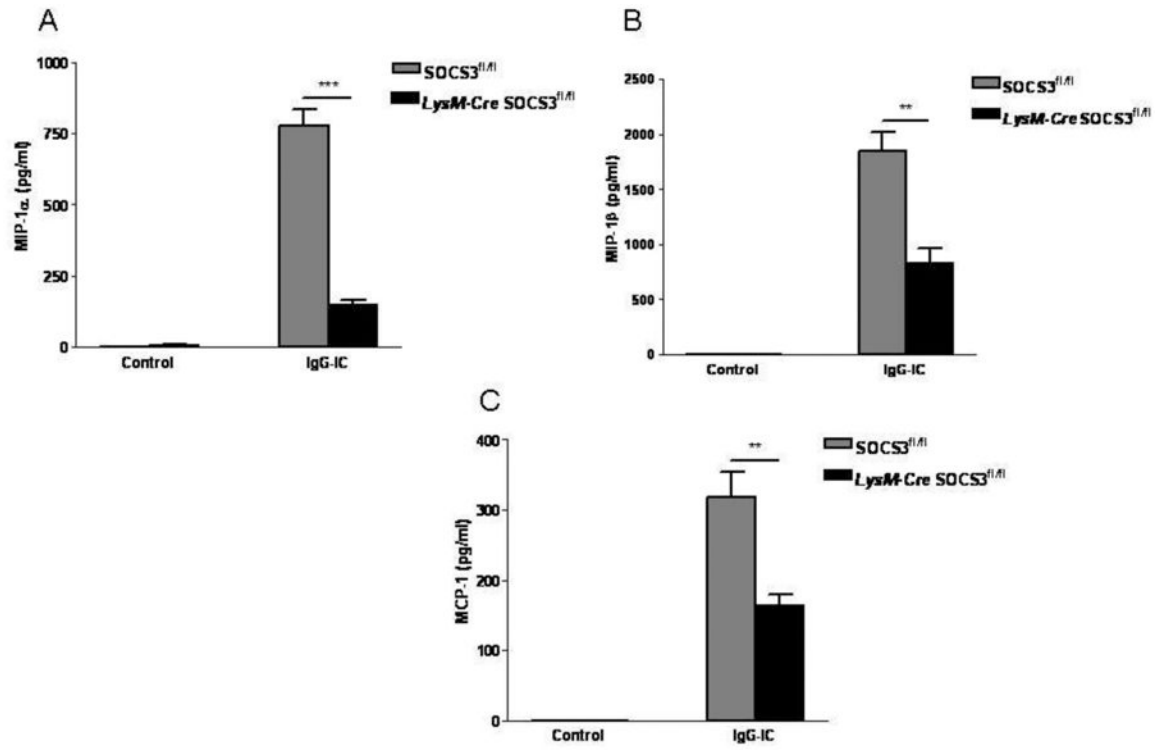 A
1000
750
500
250
0
MIP-1α (pg/ml)
***
SOCS3fl/fl
LysM-Cre SOCS3fl/fl
Control
IgG-IC
B
2500
2000
1500
1000
500
0
MIP-1β (pg/ml)
**
SOCS3fl/fl
LysM-Cre SOCS3fl/fl
Control
IgG-IC
C
400
300
200
100
0
MCP-1 (pg/ml)
**
SOCS3fl/fl
LysM-Cre SOCS3fl/fl
Control
IgG-IC